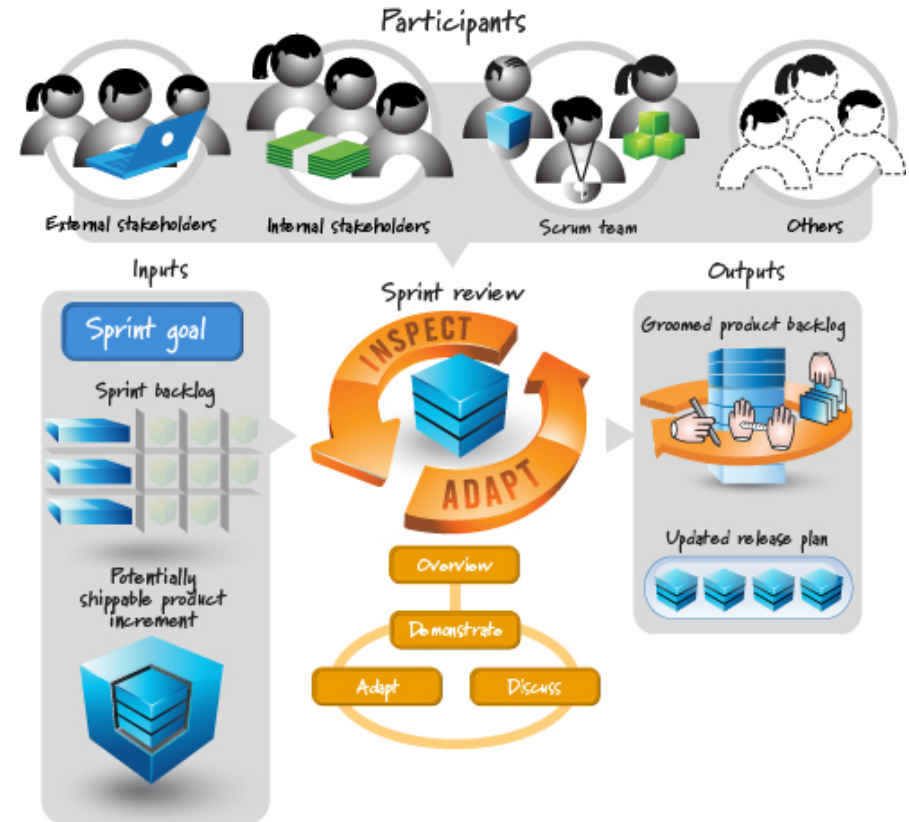 Participants
External stakeholders
Internal stakeholders
Scrum team
Others
Inputs
Sprint goal
Sprint backlog
Potentially
shippable product
increment
Sprint review
INSPECT
ADAPT
Overview
Demonstrate
Adapt
Discuss
Outputs
Groomed product backlog
Updated release plan